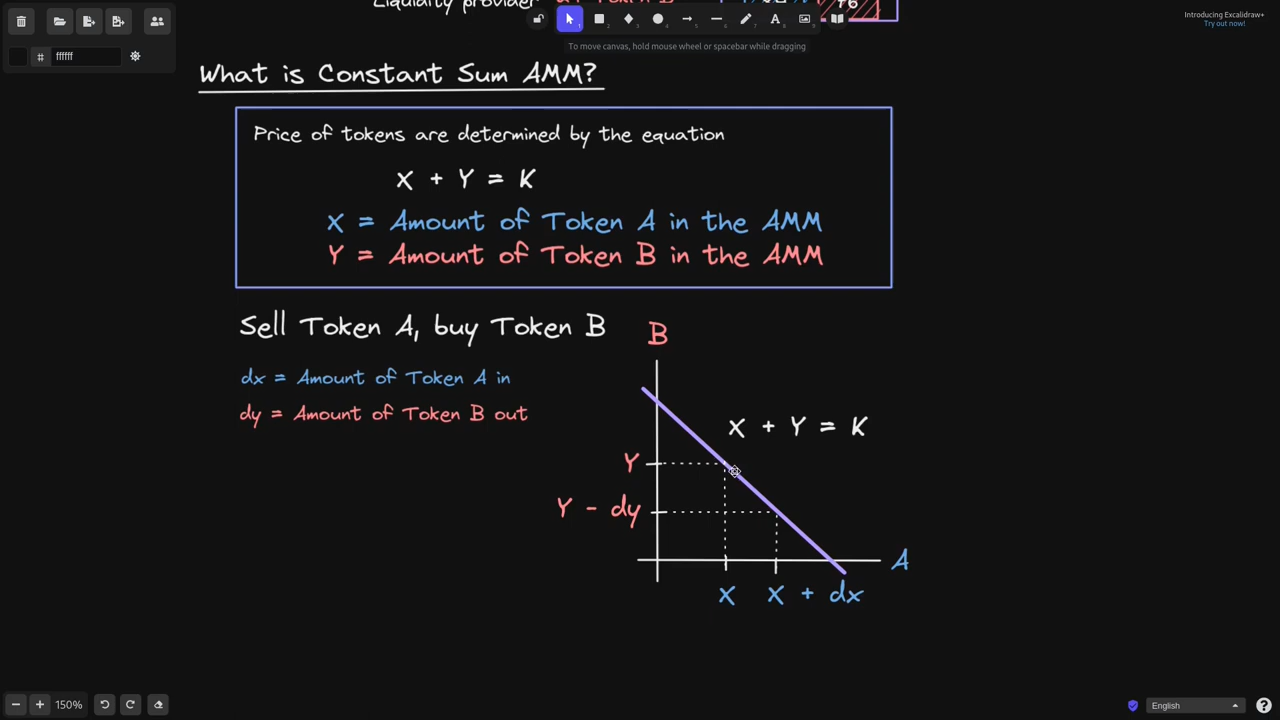 Liquidity provider
Introducing Excalidraw+
Try out now!
To move canvas, hold mouse wheel or spacebar while dragging
# ffffff
What is Constant Sum AMM?
Price of tokens are determined by the equation
X + Y = K
X = Amount of Token A in the AMM
Y = Amount of Token B in the AMM
Sell Token A, buy Token B
dx = Amount of Token A in
dy = Amount of Token B out
B
X + Y = K
Y
Y - dy
A
X
X + dx
150%
English